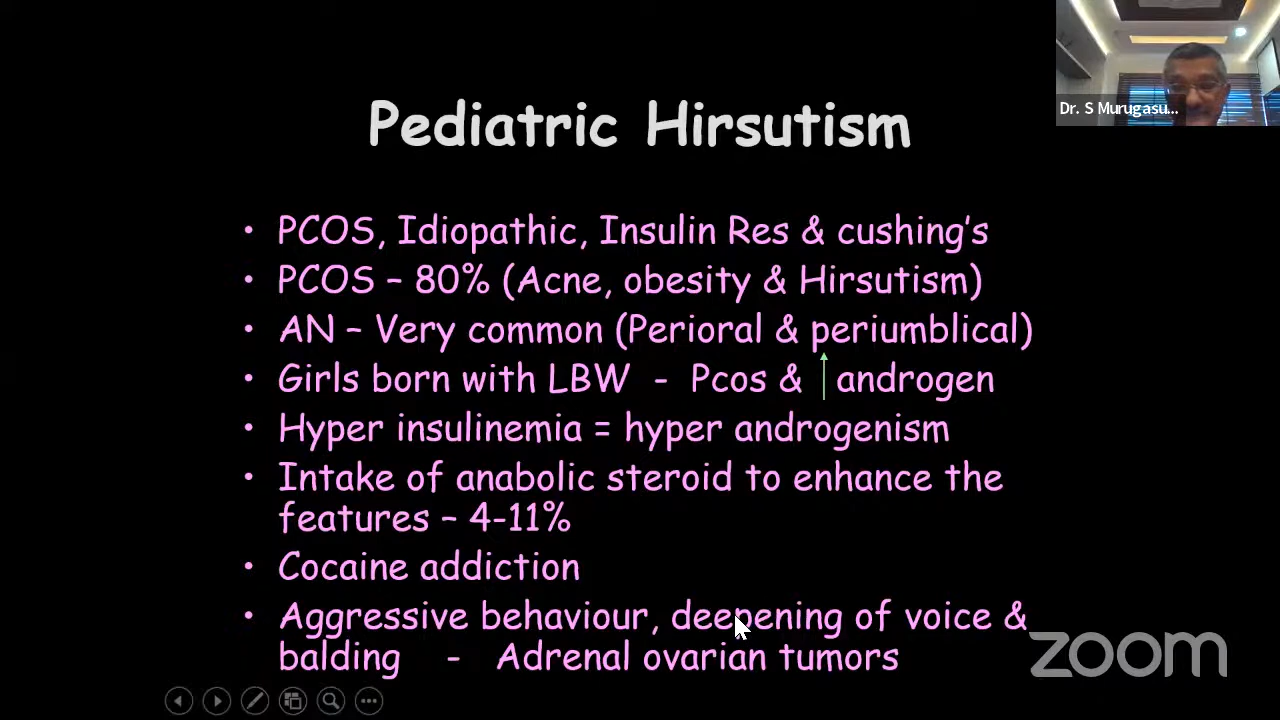 Dr. S Murugasu...
Pediatric Hirsutism
• PCOS, Idiopathic, Insulin Res & cushing's
• PCOS – 80% (Acne, obesity & Hirsutism)
• AN – Very common (Perioral & periumblical)
• Girls born with LBW - Pcos & ↑ androgen
• Hyper insulinemia = hyper androgenism
• Intake of anabolic steroid to enhance the
features – 4-11%
• Cocaine addiction
• Aggressive behaviour, deepening of voice &
balding - Adrenal ovarian tumors
zoom